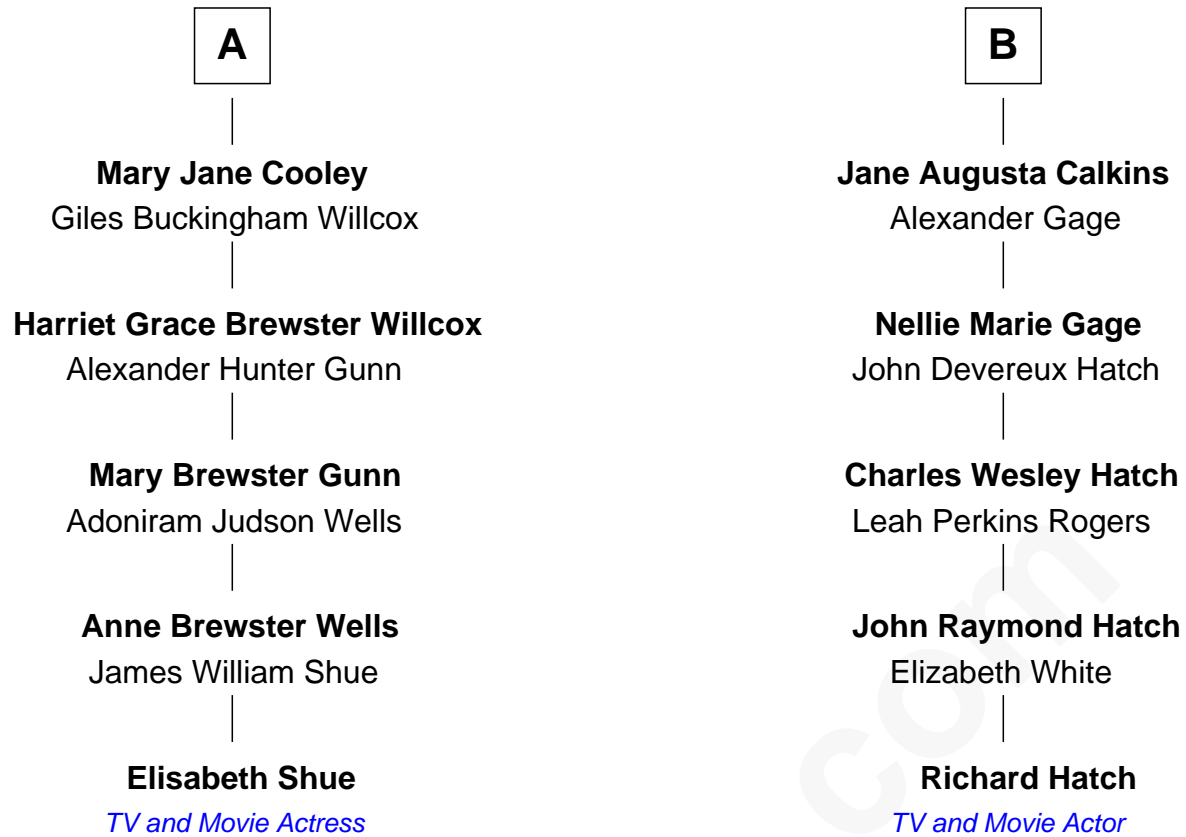 A
Mary Jane Cooley
Giles Buckingham Willcox
Harriet Grace Brewster Willcox
Alexander Hunter Gunn
Mary Brewster Gunn
Adoniram Judson Wells
Anne Brewster Wells
James William Shue
Elisabeth Shue
TV and Movie Actress
B
Jane Augusta Calkins
Alexander Gage
Nellie Marie Gage
John Devereux Hatch
Charles Wesley Hatch
Leah Perkins Rogers
John Raymond Hatch
Elizabeth White
Richard Hatch
TV and Movie Actor
com